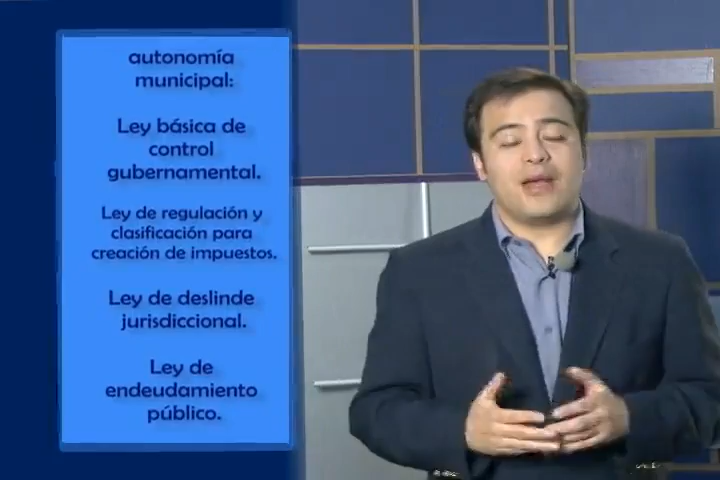 autonomía
municipal:
Ley básica de
control
gubernamental.
Ley de regulación y
clasificación para
creación de impuestos.
Ley de deslinde
jurisdiccional.
Ley de
endeudamiento
público.